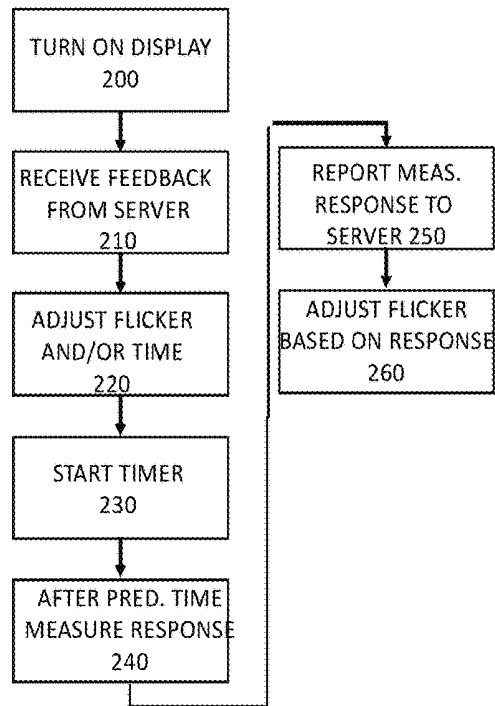 TURN ON DISPLAY
200
RECEIVE FEEDBACK
FROM SERVER
210
ADJUST FLICKER
AND/OR TIME
220
START TIMER
230
AFTER PRED. TIME
MEASURE RESPONSE
240
REPORT MEAS.
RESPONSE TO
SERVER 250
ADJUST FLICKER
BASED ON RESPONSE
260